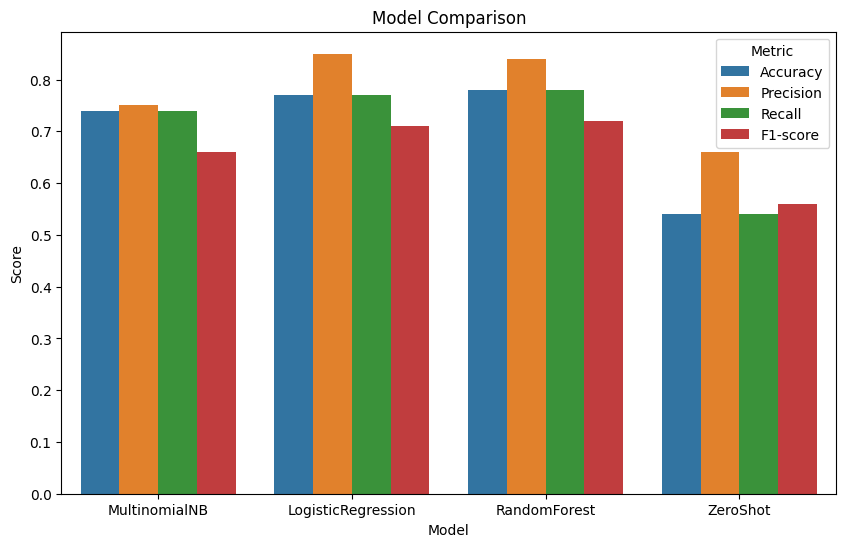 Model Comparison
Metric
Accuracy
Precision
Recall
F1-score
Score
0.8
0.7
0.6
0.5
0.4
0.3
0.2
0.1
0.0
MultinomialNB LogisticRegression RandomForest ZeroShot
Model